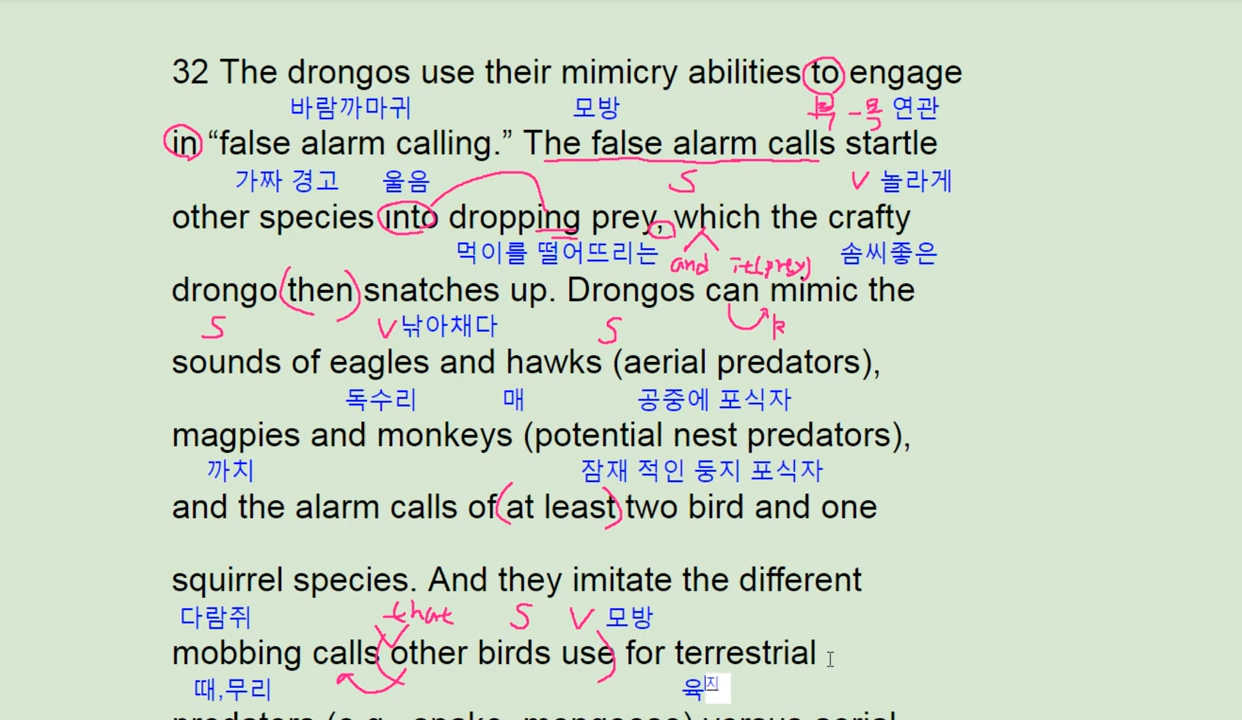 32 The drongos use their mimicry abilities to engage
바람까마귀 모방 목 -목 연관
in “false alarm calling.” The false alarm calls startle
가짜 경고 울음 S V 놀라게
other species into dropping prey, which the crafty
먹이를 떨어뜨리는 and it(prey) 솜씨좋은
drongo (then) snatches up. Drongos can mimic the
S V 낚아채다 S R
sounds of eagles and hawks (aerial predators),
독수리 매 공중에 포식자
magpies and monkeys (potential nest predators),
까치 잠재 적인 둥지 포식자
and the alarm calls of (at least) two bird and one
squirrel species. And they imitate the different
다람쥐 that S V 모방
mobbing calls (other birds use) for terrestrial
때,무리 육지
predators (e.g., snake, mongoose) versus aerial